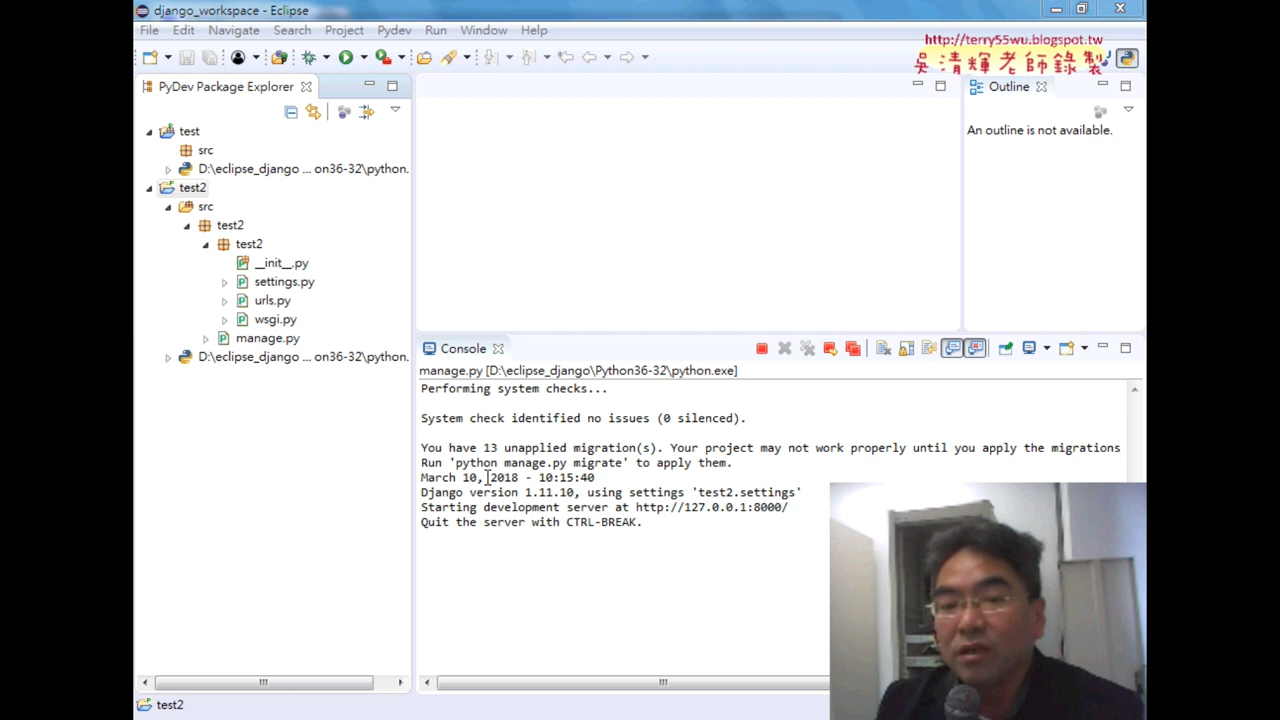 django_workspace - Eclipse
File Edit Navigate Search Project Pydev Run Window Help
http://terry55wu.blogspot.tw
吳清輝老師錄製
PyDev Package Explorer
Outline
An outline is not available.
test
src
D:\eclipse_django ... on36-32\python.
test2
src
test2
test2
__init__.py
settings.py
urls.py
wsgi.py
manage.py
D:\eclipse_django ... on36-32\python.
Console
manage.py [D:\eclipse_django\Python36-32\python.exe]
Performing system checks...
System check identified no issues (0 silenced).
You have 13 unapplied migration(s). Your project may not work properly until you apply the migrations
Run 'python manage.py migrate' to apply them.
March 10, 2018 - 10:15:40
Django version 1.11.10, using settings 'test2.settings'
Starting development server at http://127.0.0.1:8000/
Quit the server with CTRL-BREAK.
test2